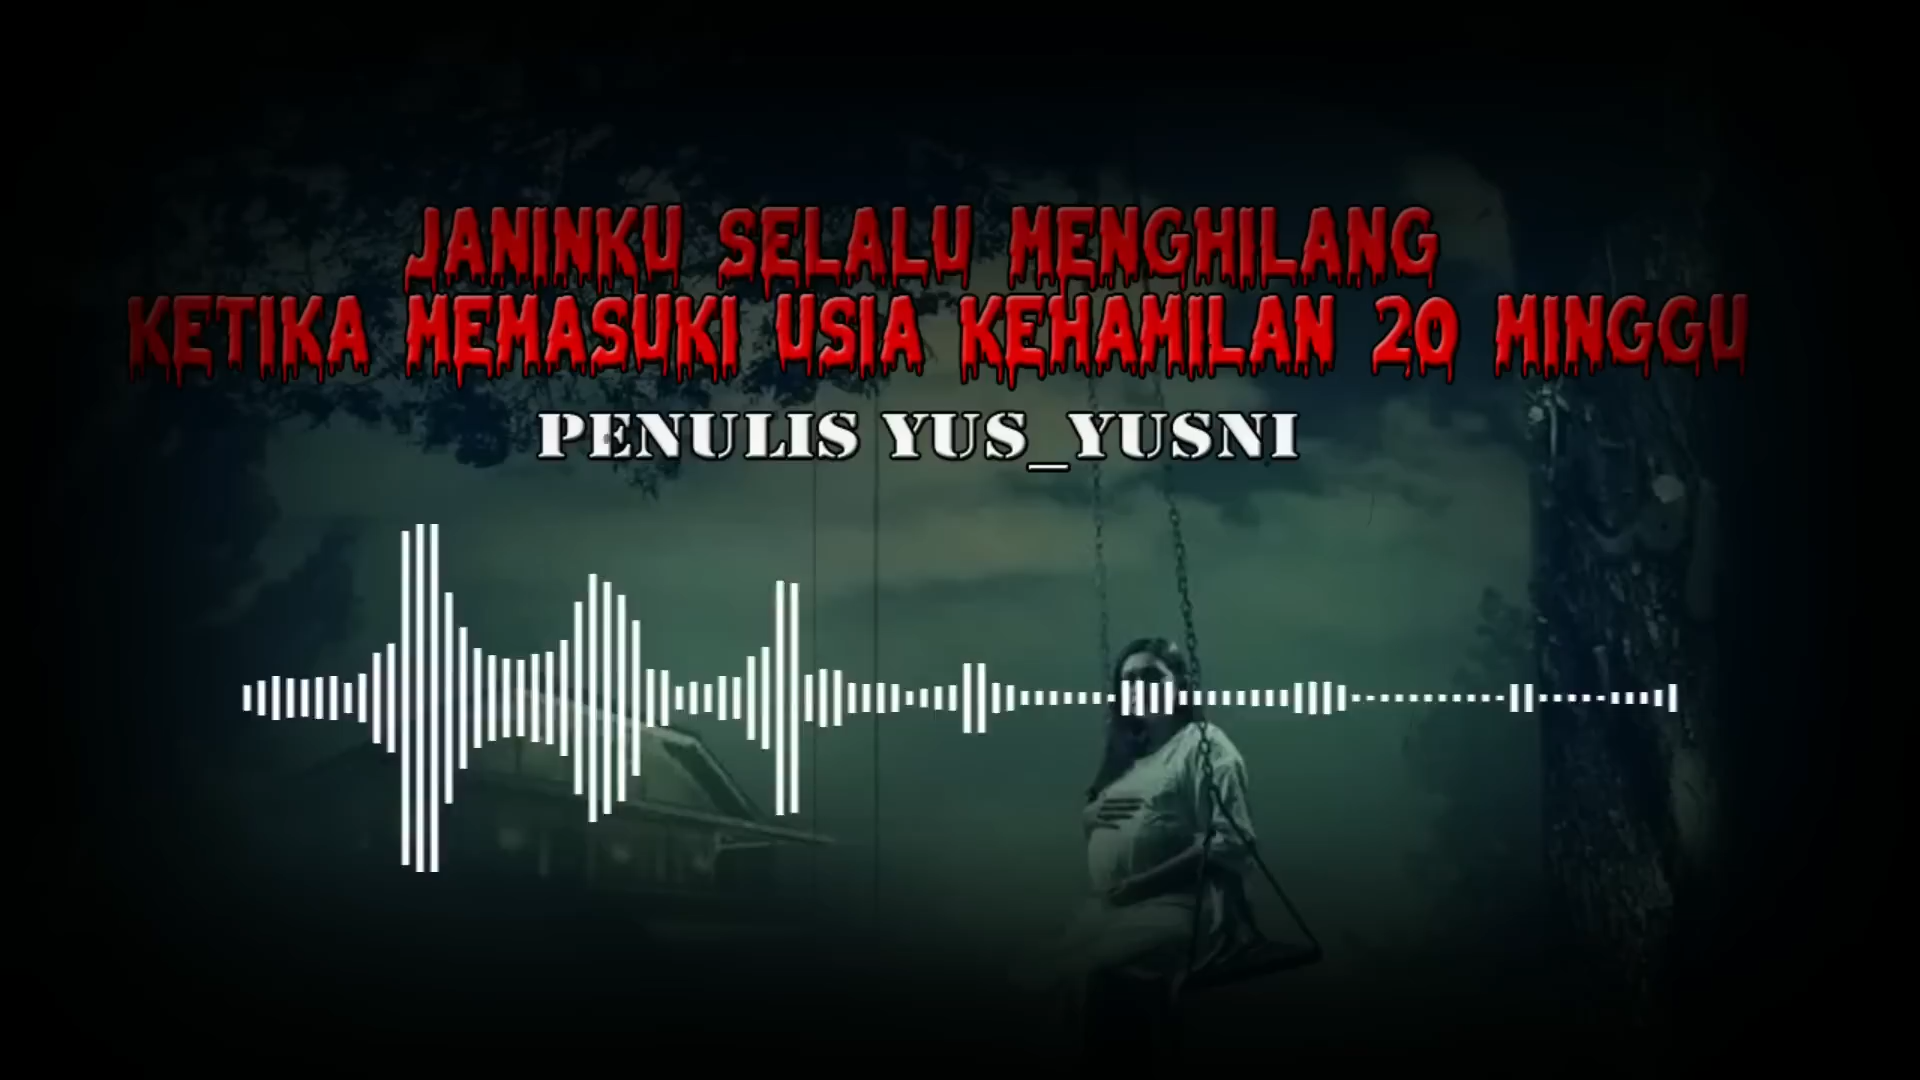 JANINKU SELALU MENGHILANG
KETIKA MEMASUKI USIA KEHAMILAN 20 MINGGU
PENULIS YUS_YUSNI